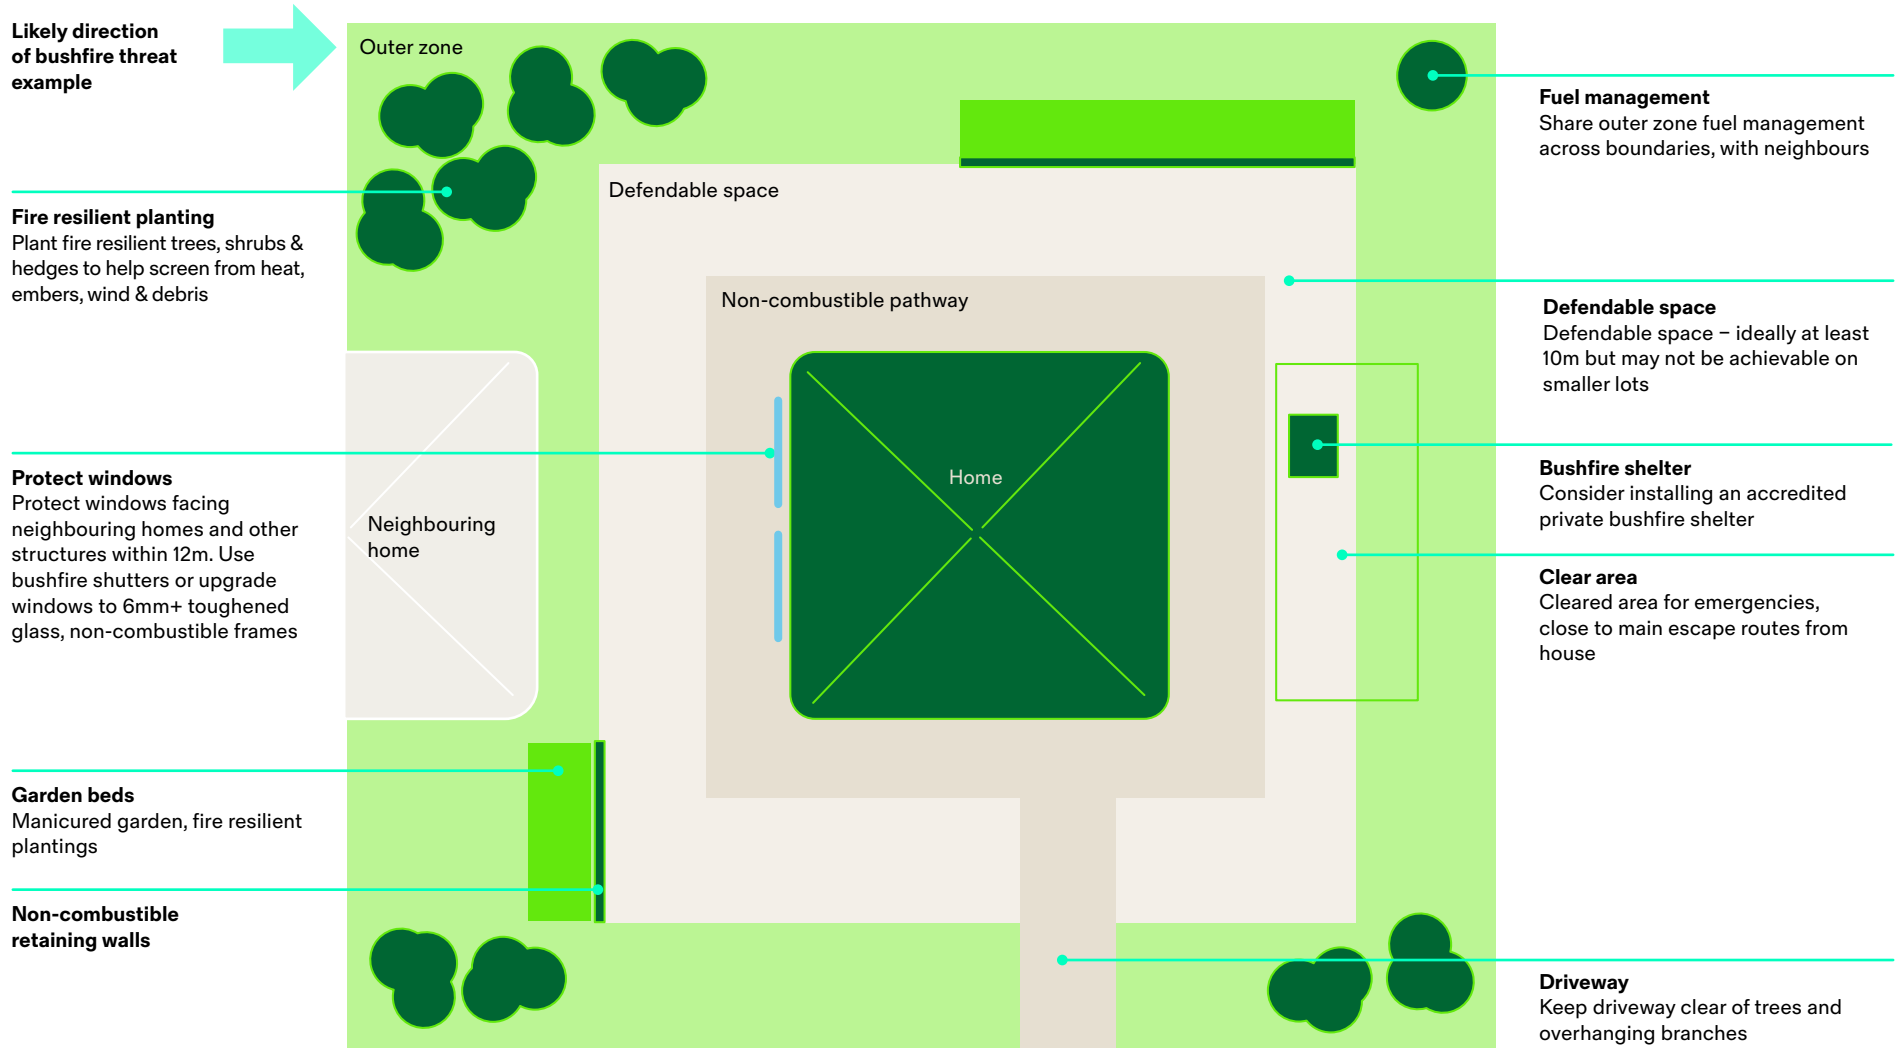 Likely direction
of bushfire threat
example
Outer zone
Fuel management
Share outer zone fuel management
across boundaries, with neighbours
Defendable space
Fire resilient planting
Plant fire resilient trees, shrubs &
hedges to help screen from heat,
embers, wind & debris
Non-combustible pathway
Defendable space
Defendable space – ideally at least
10m but may not be achievable on
smaller lots
Home
Bushfire shelter
Consider installing an accredited
private bushfire shelter
Protect windows
Protect windows facing
neighbouring homes and other
structures within 12m. Use
bushfire shutters or upgrade
windows to 6mm+ toughened
glass, non-combustible frames
Neighbouring
home
Clear area
Cleared area for emergencies,
close to main escape routes from
house
Garden beds
Manicured garden, fire resilient
plantings
Non-combustible
retaining walls
Driveway
Keep driveway clear of trees and
overhanging branches